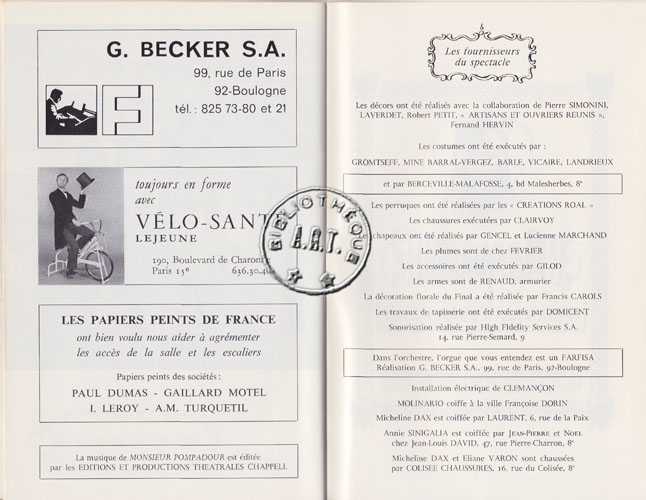 G. BECKER S.A.
99, rue de Paris
92-Boulogne
tél.: 825 73-80 et 21
toujours en forme
avec
VÉLO-SANTÉ
LEJEUNE
190, Boulevard de Charonne
Paris 15e 636.30.40
LES PAPIERS PEINTS DE FRANCE
ont bien voulu nous aider à agrémenter
les accès de la salle et les escaliers
Papiers peints des sociétés :
PAUL DUMAS - GAILLARD MOTEL
I. LEROY - A.M. TURQUETIL
La musique de MONSIEUR POMPADOUR est éditée
par les EDITIONS ET PRODUCTIONS THEATRALES CHAPPELL
BIBLIOTHÈQUE
A.R.T.
Les fournisseurs
du spectacle
Les décors ont été réalisés avec la collaboration de Pierre SIMONINI,
LAVERDET, Robert PETIT, « ARTISANS ET OUVRIERS REUNIS »,
Fernand HERVIN
Les costumes ont été exécutés par :
GROMTSEFF, MINE BARRAL-VERGEZ, BARLE, VICAIRE, LANDRIEUX
et par BERCEVILLE-MALAFOSSE, 4, bd Malesherbes, 8e
Les perruques ont été réalisées par les « CREATIONS ROAL »
Les chaussures exécutées par CLAIRVOY
Les chapeaux ont été réalisés par GENCEL et Lucienne MARCHAND
Les plumes sont de chez FEVRIER
Les accessoires ont été exécutés par GILOD
Les armes sont de RENAUD, armurier
La décoration florale du Final a été réalisée par Francis CAROLS
Les travaux de tapisserie ont été exécutés par DOMICENT
Sonorisation réalisée par High Fidelity Services S.A.
14, rue Pierre-Semard, 9
Dans l'orchestre, l'orgue que vous entendez est un FARFISA
Réalisation G. BECKER S.A., 99, rue de Paris, 92-Boulogne
Installation électrique de CLEMANÇON
MOLINARIO coiffe à la ville Françoise DORIN
Micheline DAX est coiffée par LAURENT, 6, rue de la Paix
Annie SINIGALIA est coiffée par JEAN-PIERRE et NOEL
chez Jean-Louis DAVID, 47, rue Pierre-Charron, 8e
Micheline DAX et Eliane VARON sont chaussées
par COLISEE CHAUSSURES, 16, rue du Colisée, 8e